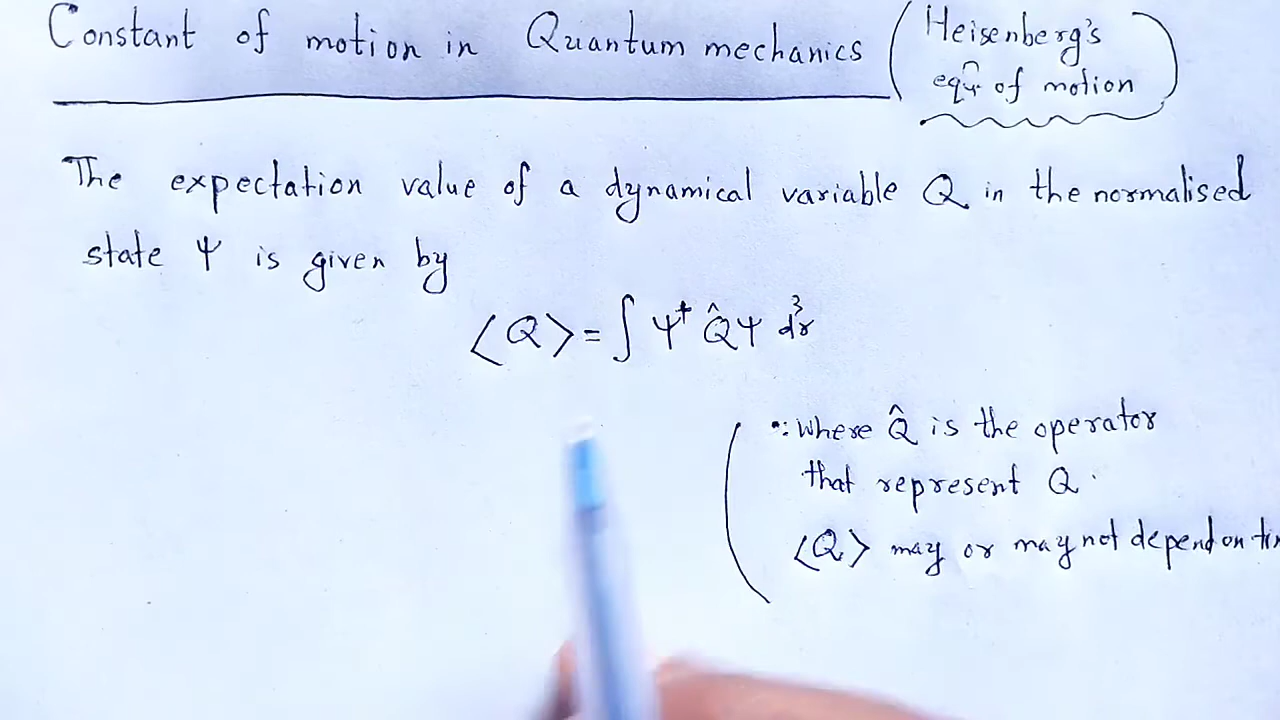 Constant of motion in Quantum mechanics (Heisenberg's
eqn of motion)
The expectation value of a dynamical variable Q in the normalised
state Ψ is given by
⟨Q⟩ = ∫ Ψ† Q̂ Ψ d³r
∵ where Q̂ is the operator
that represent Q.
⟨Q⟩ may or may not depend on